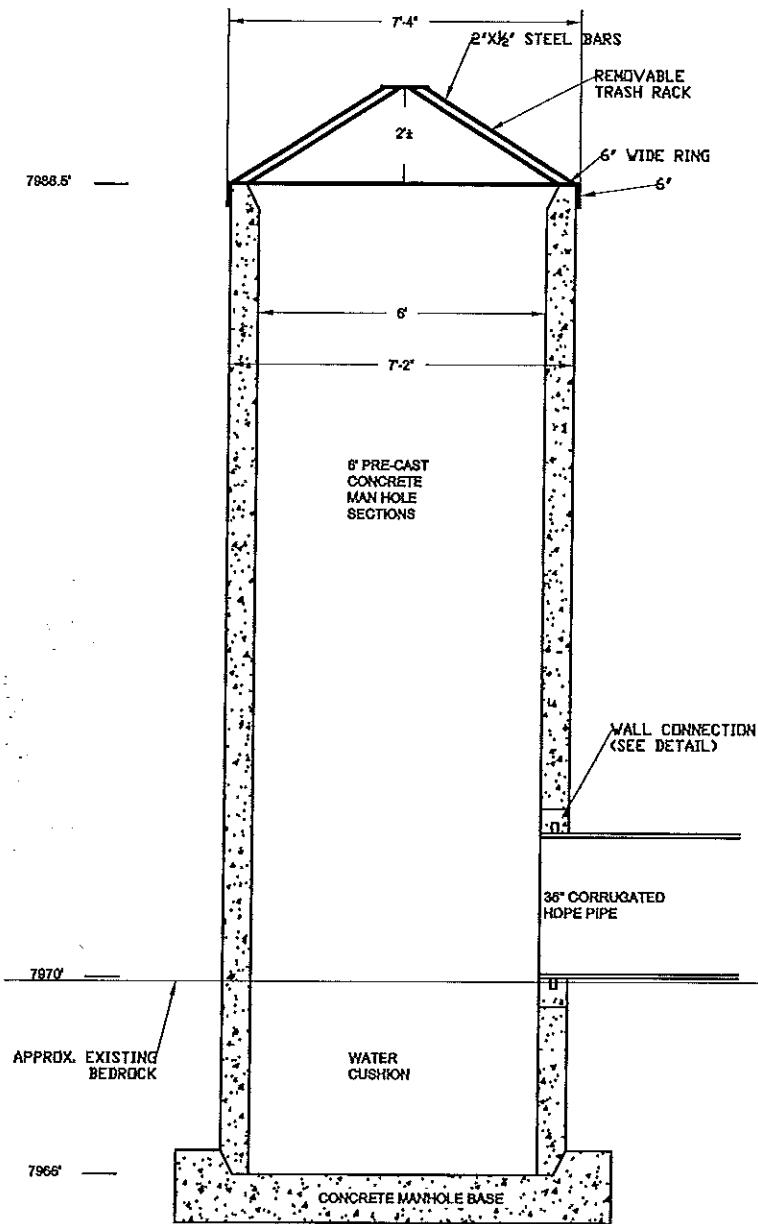 7'-4"
2"X½" STEEL BARS
REMOVABLE
TRASH RACK
2'±
6" WIDE RING
7986.5'
6"
6'
7'-2"
6' PRE-CAST
CONCRETE
MAN HOLE
SECTIONS
WALL CONNECTION
(SEE DETAIL)
36" CORRUGATED
HDPE PIPE
7970'
APPROX. EXISTING
BEDROCK
WATER
CUSHION
7966'
CONCRETE MANHOLE BASE